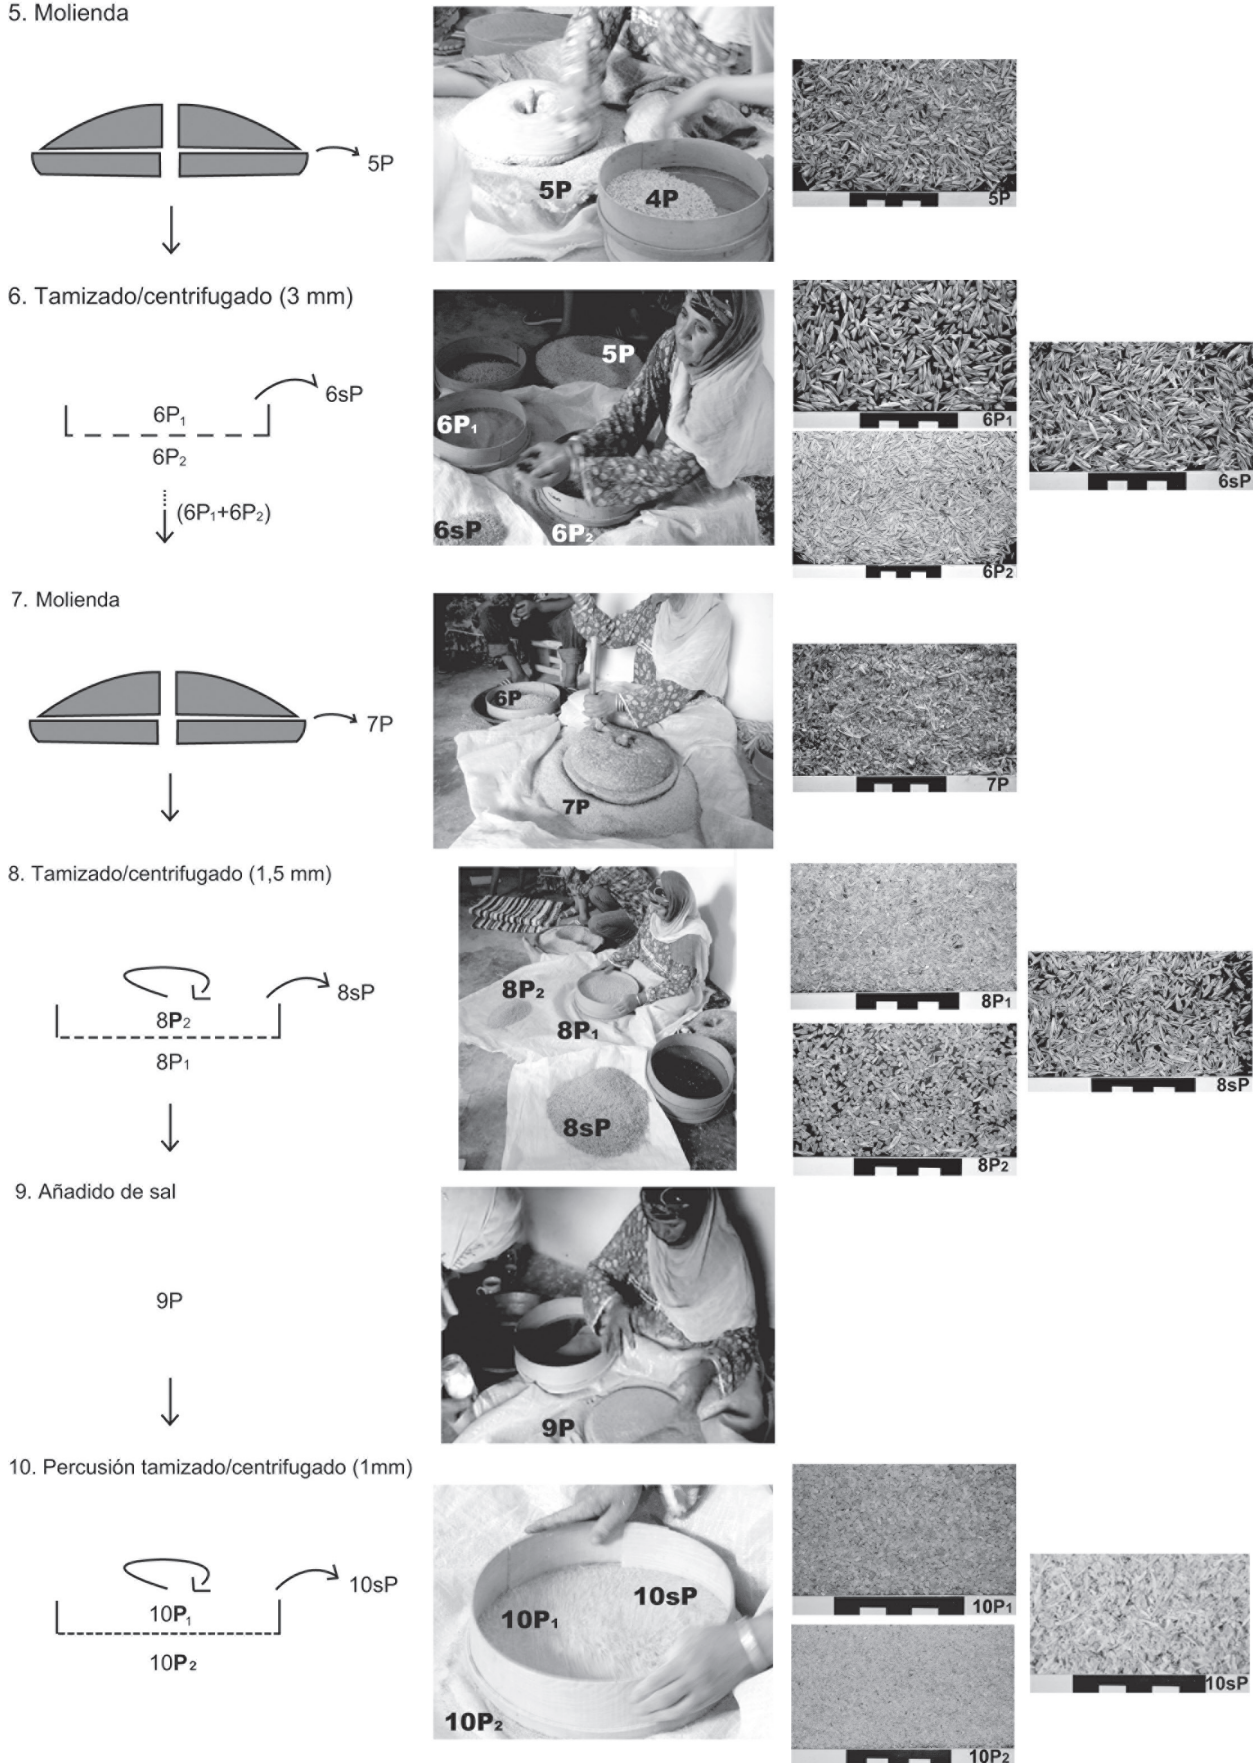 5. Molienda
5P
5P
4P
5P
6. Tamizado/centrifugado (3 mm)
6sP
6P₁
6P₂
(6P₁+6P₂)
5P
6P₁
6sP
6P₂
6P₁
6P₂
6sP
7. Molienda
7P
6P
7P
7P
8. Tamizado/centrifugado (1,5 mm)
8sP
8P₂
8P₁
8P₂
8P₁
8sP
8P₁
8P₂
8sP
9. Añadido de sal
9P
9P
10. Percusión tamizado/centrifugado (1mm)
10sP
10P₁
10P₂
10sP
10P₁
10P₂
10P₁
10P₂
10sP